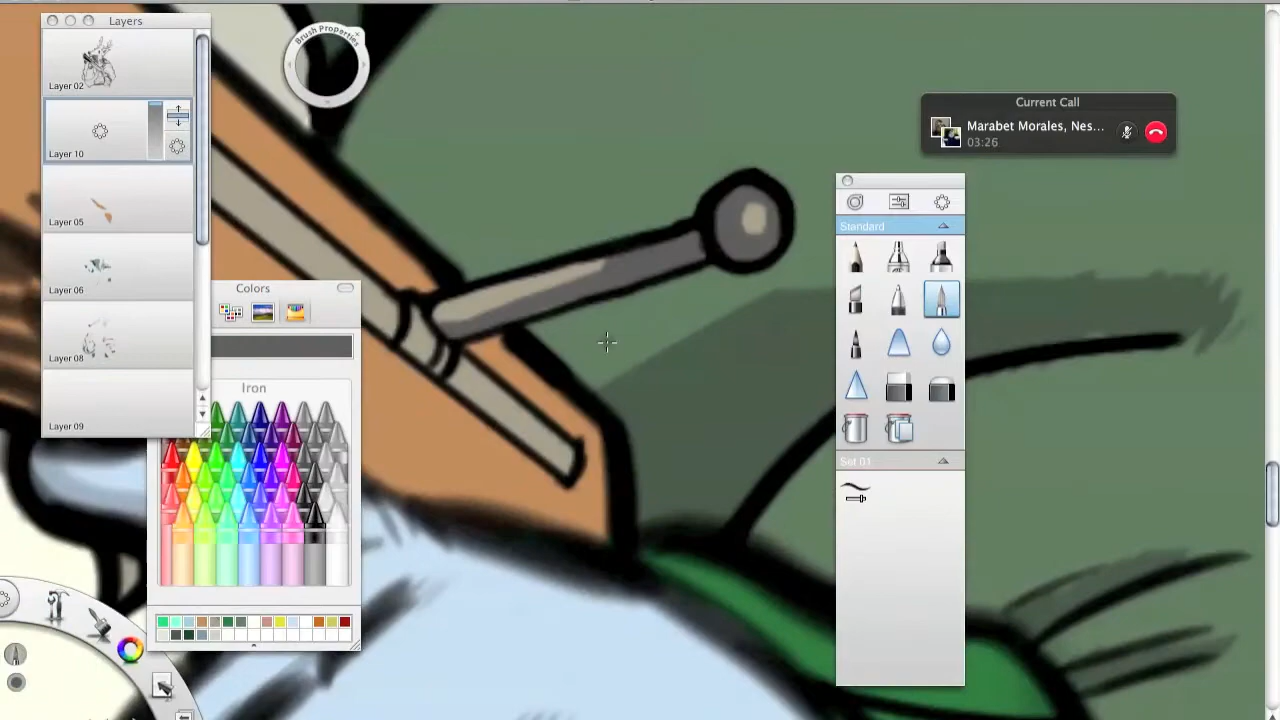 Layers
Layer 02
Layer 10
Layer 05
Layer 06
Layer 08
Layer 09
Brush Properties
Current Call
Marabet Morales, Nes...
03:26
Standard
Set 01
Colors
Iron